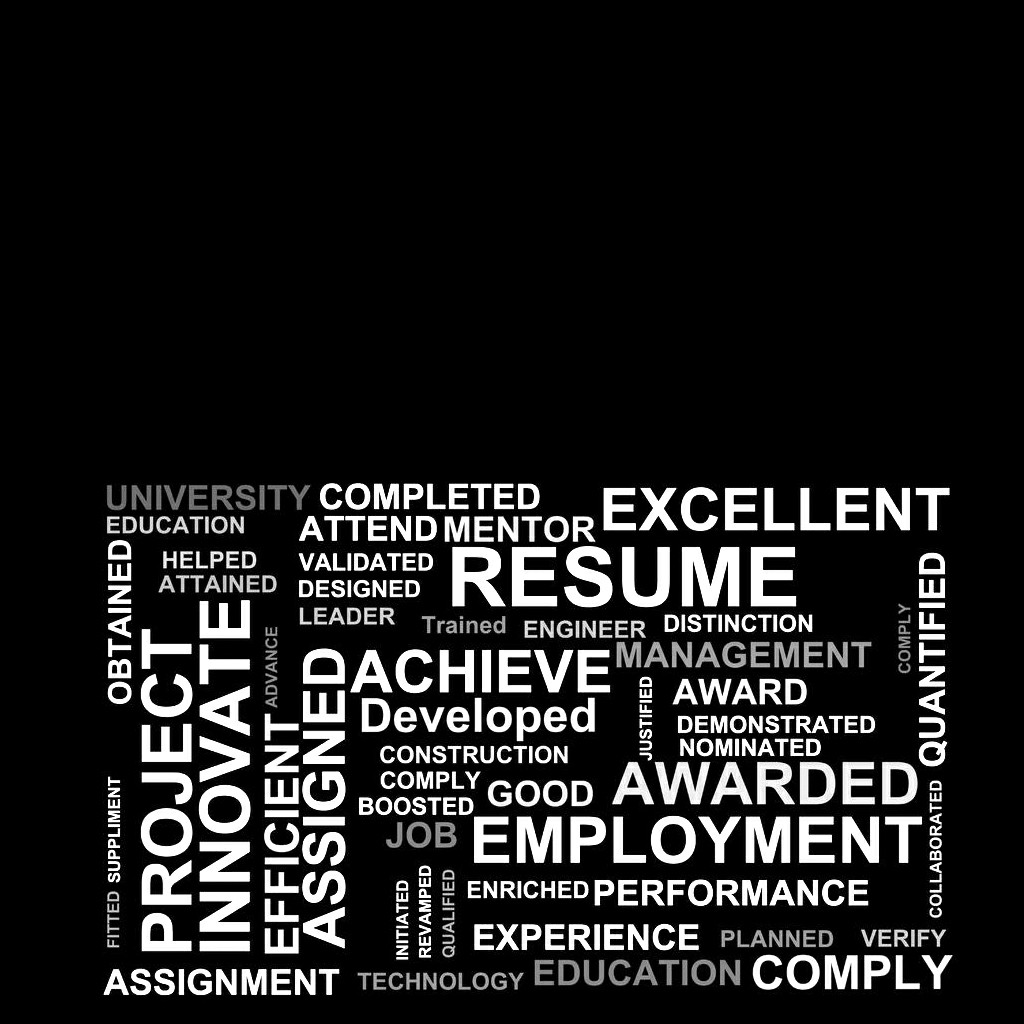 UNIVERSITY
COMPLETED
EXCELLENT
EDUCATION
ATTEND
MENTOR
HELPED
VALIDATED
RESUME
ATTAINED
DESIGNED
OBTAINED
LEADER
Trained
ENGINEER
DISTINCTION
COMPLY
QUANTIFIED
PROJECT
INNOVATE
ADVANCE
ACHIEVE
MANAGEMENT
EFFICIENT
ASSIGNED
Developed
JUSTIFIED
AWARD
DEMONSTRATED
CONSTRUCTION
NOMINATED
COMPLY
GOOD
AWARDED
BOOSTED
SUPPLIMENT
JOB
EMPLOYMENT
COLLABORATED
FITTED
INITIATED
REVAMPED
QUALIFIED
ENRICHED
PERFORMANCE
EXPERIENCE
PLANNED
VERIFY
ASSIGNMENT
TECHNOLOGY
EDUCATION
COMPLY